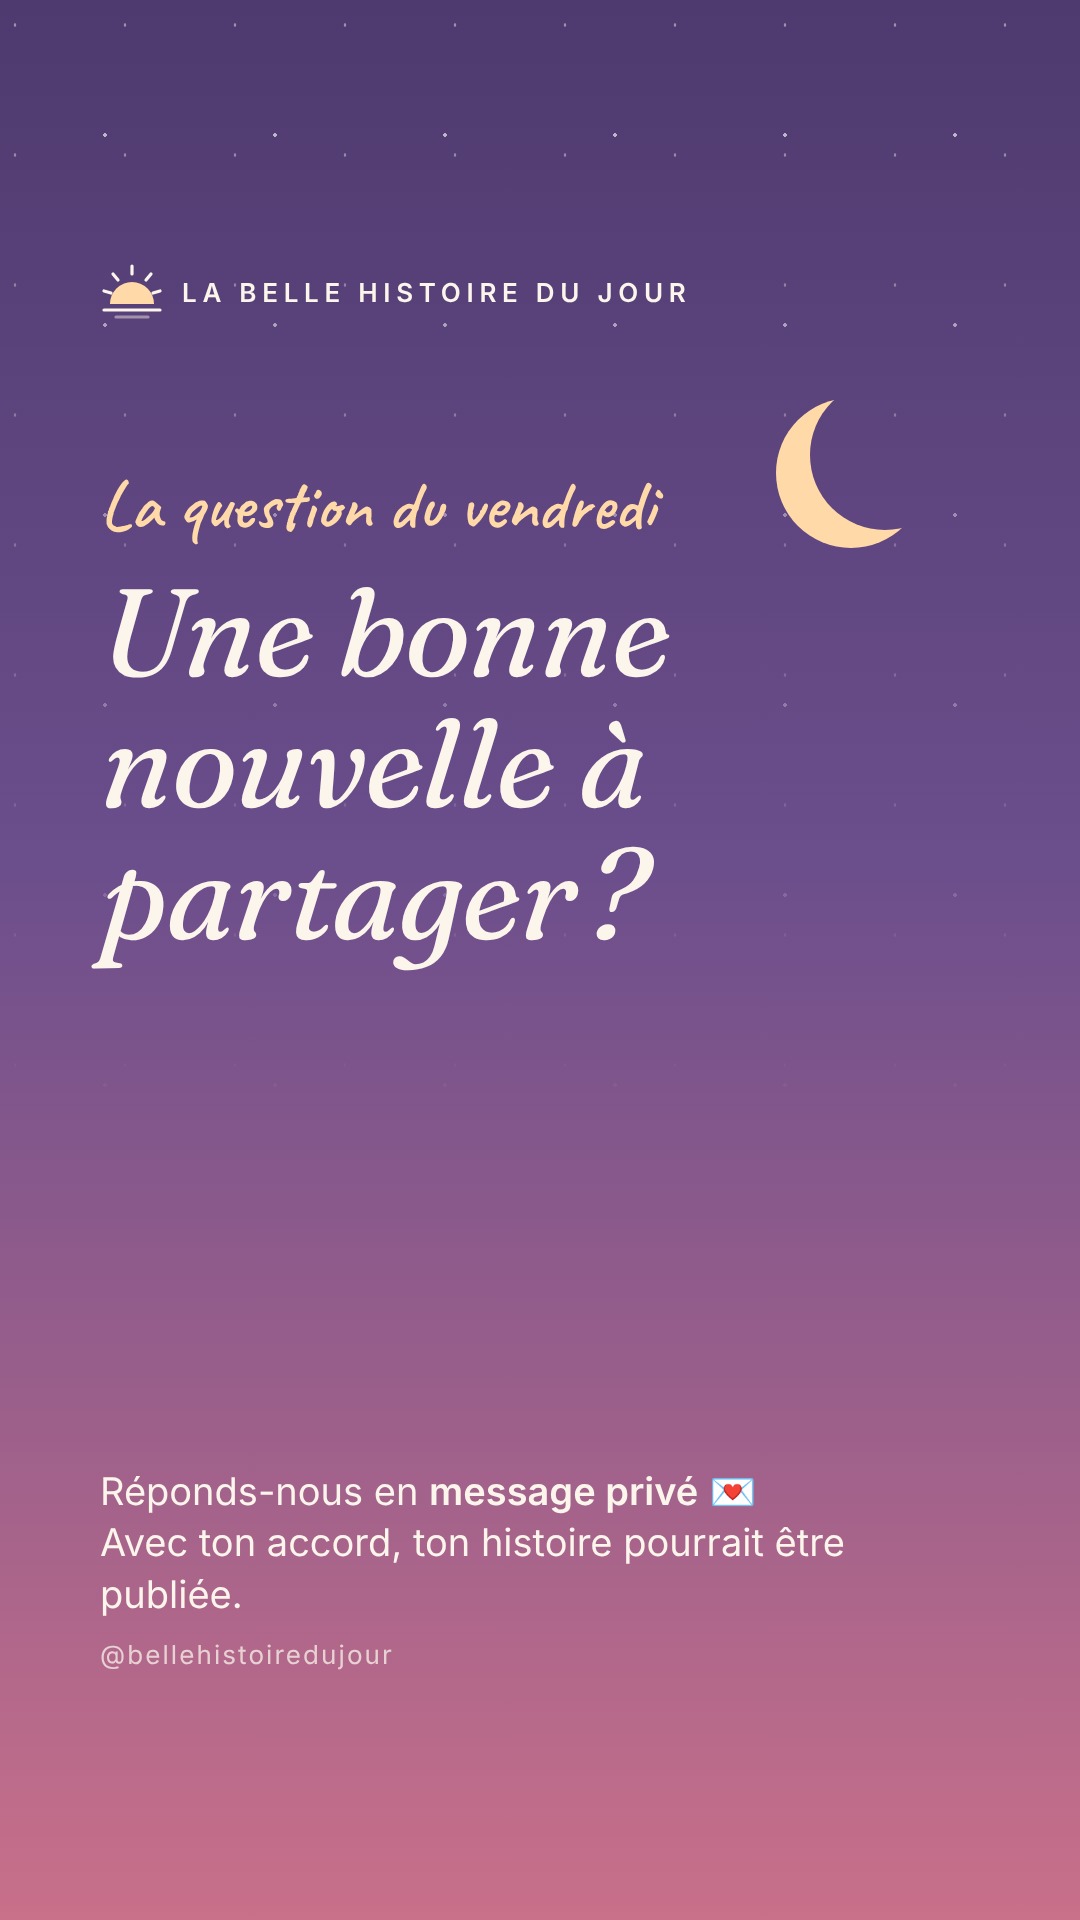 LA BELLE HISTOIRE DU JOUR
La question du vendredi
Une bonne
nouvelle à
partager ?
Réponds-nous en message privé 💌
Avec ton accord, ton histoire pourrait être
publiée.
@bellehistoiredujour